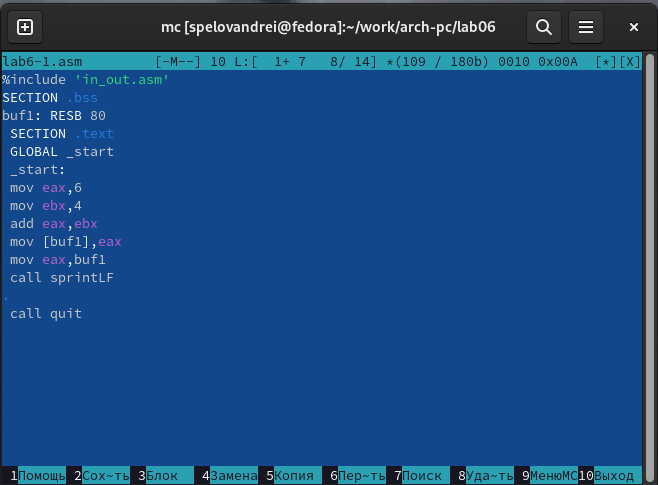 mc [spelovandrei@fedora]:~/work/arch-pc/lab06
lab6-1.asm [-M--] 10 L:[ 1+ 7 8/ 14] *(109 / 180b) 0010 0x00A [*][X]
%include 'in_out.asm'
SECTION .bss
buf1: RESB 80
SECTION .text
GLOBAL _start
_start:
mov eax,6
mov ebx,4
add eax,ebx
mov [buf1],eax
mov eax,buf1
call sprintLF
.
call quit
1Помощь 2Сох~ть 3Блок 4Замена 5Копия 6Пер~ть 7Поиск 8Уда~ть 9МенюMC 10Выход